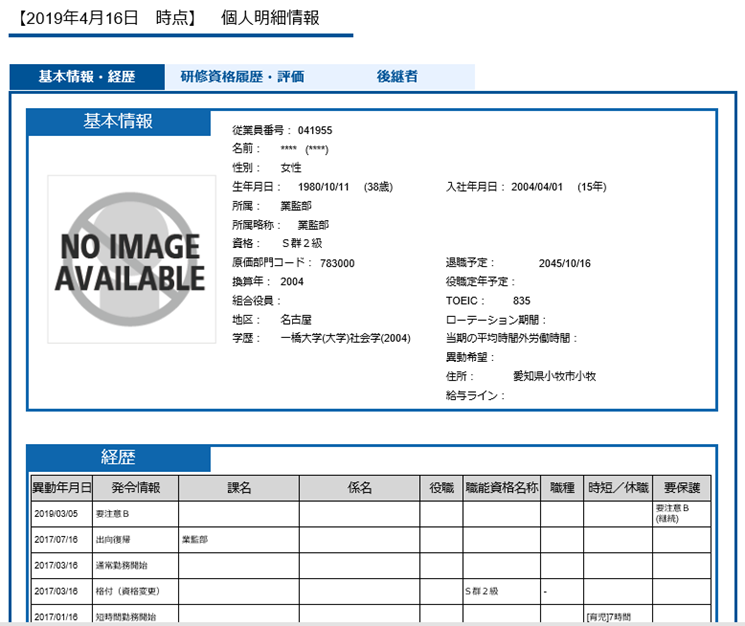 【2019年4月16日　時点】　個人明細情報
基本情報・経歴　研修資格履歴・評価　後継者
基本情報
従業員番号： 041955
名前： **** (****)
性別： 女性
生年月日： 1980/10/11 (38歳)　入社年月日： 2004/04/01 (15年)
所属： 業監部
所属略称： 業監部
資格： Ｓ群２級
原価部門コード： 783000　退職予定： 2045/10/16
換算年： 2004　役職定年予定：
組合役員：　TOEIC： 835
地区： 名古屋　ローテーション期間：
学歴： 一橋大学(大学)社会学(2004)　当期の平均時間外労働時間：
異動希望：
住所： 愛知県小牧市小牧
給与ライン：
NO IMAGE
AVAILABLE
経歴
異動年月日　発令情報　課名　係名　役職　職能資格名称　職種　時短／休職　要保護
2019/03/05　要注意Ｂ　要注意Ｂ
(継続)
2017/07/16　出向復帰　業監部
2017/03/16　通常勤務開始
2017/03/16　格付（資格変更）　Ｓ群２級　-
2017/01/16　短時間勤務開始　[育児]7時間